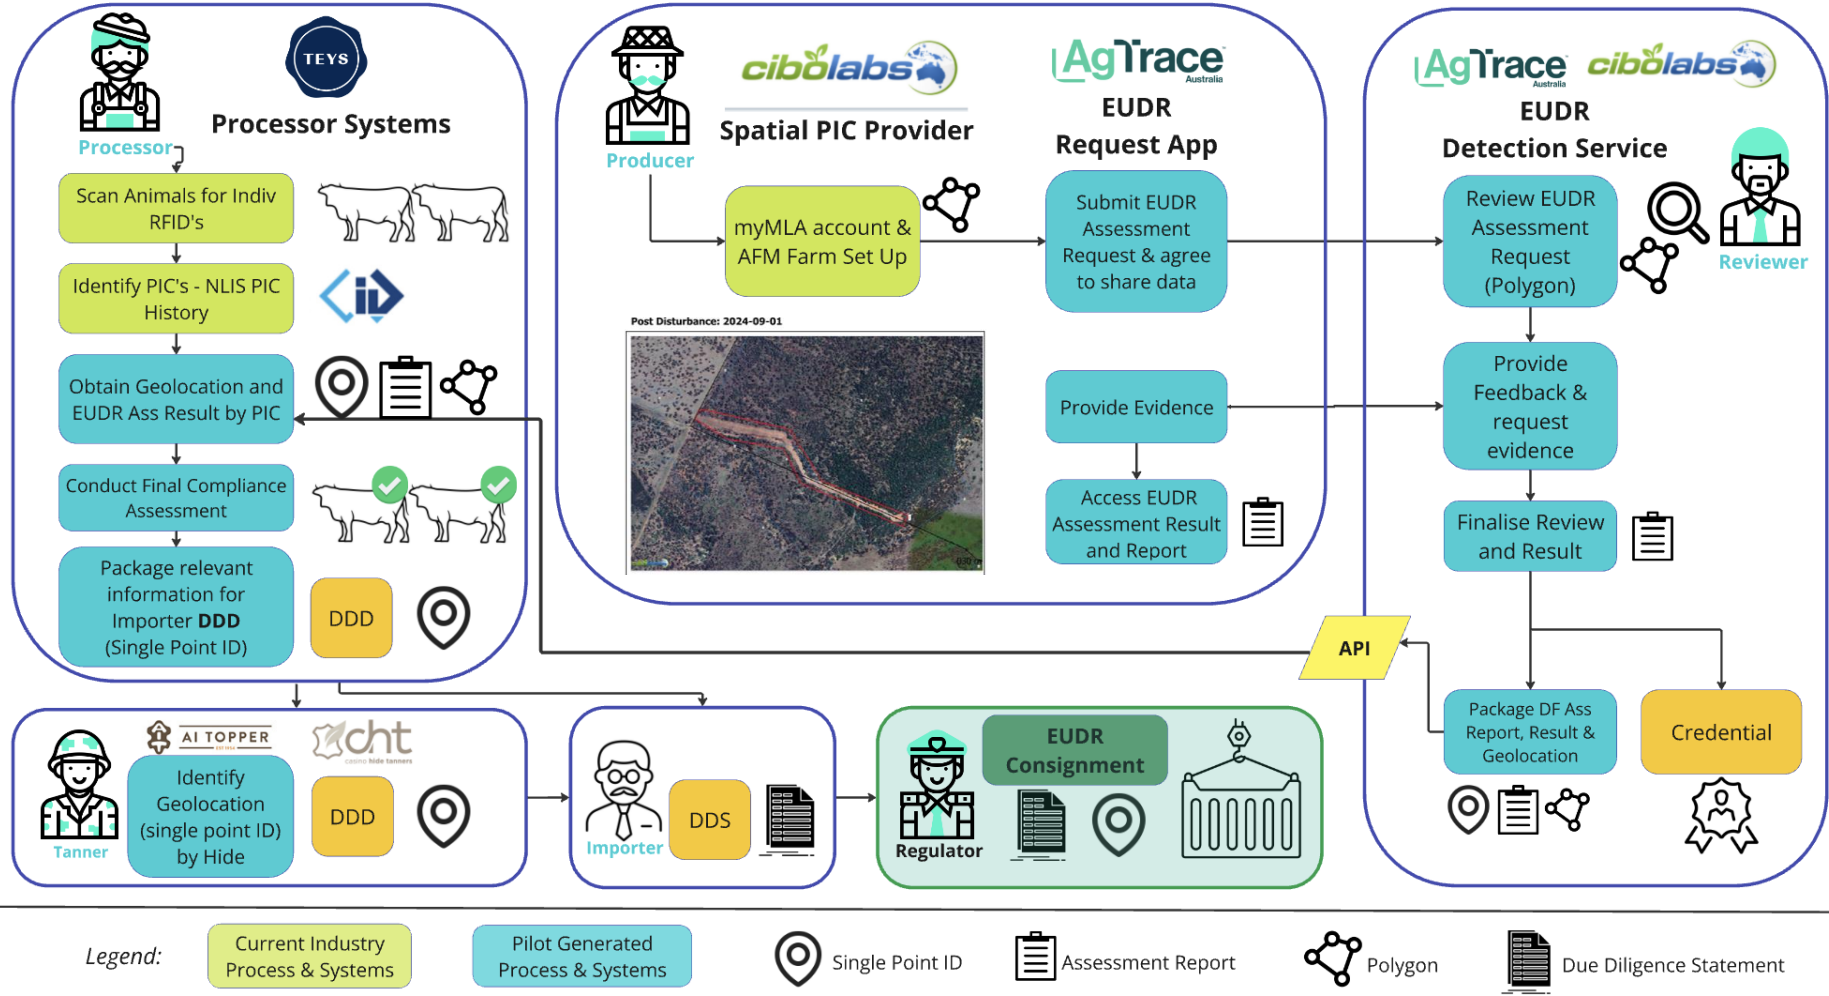 TEYS
Processor Systems
Processor
Scan Animals for Indiv
RFID's
Identify PIC's - NLIS PIC
History
iD
Obtain Geolocation and
EUDR Ass Result by PIC
Conduct Final Compliance
Assessment
Package relevant
information for
Importer DDD
(Single Point ID)
DDD
Producer
cibolabs
Spatial PIC Provider
AgTrace
Australia
EUDR
Request App
myMLA account &
AFM Farm Set Up
Submit EUDR
Assessment
Request & agree
to share data
Post Disturbance: 2024-09-01
Provide Evidence
Access EUDR
Assessment Result
and Report
AgTrace
Australia
cibolabs
EUDR
Detection Service
Reviewer
Review EUDR
Assessment
Request
(Polygon)
Provide
Feedback &
request
evidence
Finalise Review
and Result
API
Package DF Ass
Report, Result &
Geolocation
Credential
Tanner
AI TOPPER
cht
casino hide tanners
Identify
Geolocation
(single point ID)
by Hide
DDD
Importer
DDS
Regulator
EUDR
Consignment
Legend:
Current Industry
Process & Systems
Pilot Generated
Process & Systems
Single Point ID
Assessment Report
Polygon
Due Diligence Statement